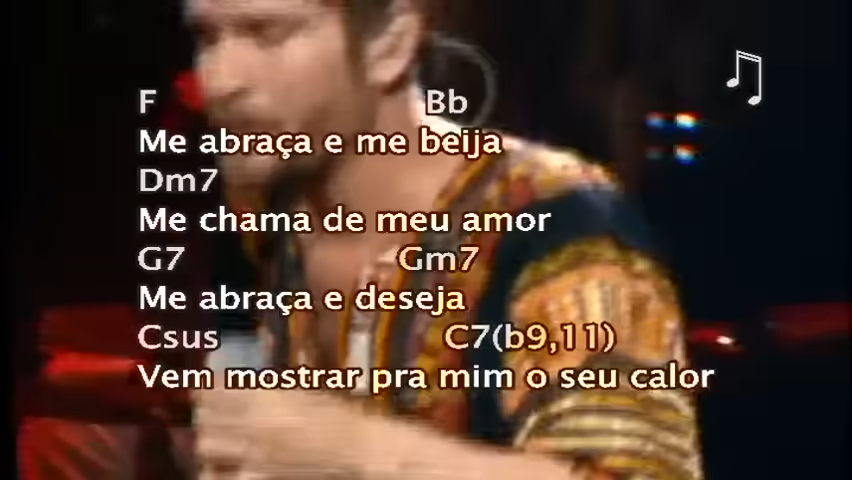 F Bb
Me abraça e me beija
Dm7
Me chama de meu amor
G7 Gm7
Me abraça e deseja
Csus C7(b9,11)
Vem mostrar pra mim o seu calor